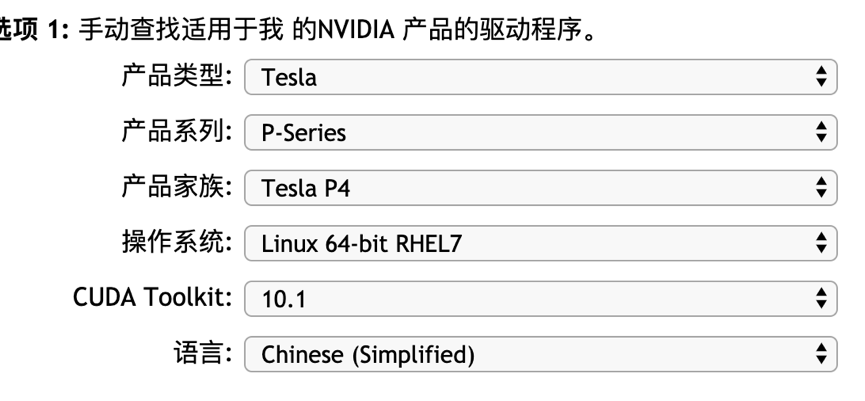 选项 1: 手动查找适用于我 的NVIDIA 产品的驱动程序。
产品类型: Tesla
产品系列: P-Series
产品家族: Tesla P4
操作系统: Linux 64-bit RHEL7
CUDA Toolkit: 10.1
语言: Chinese (Simplified)